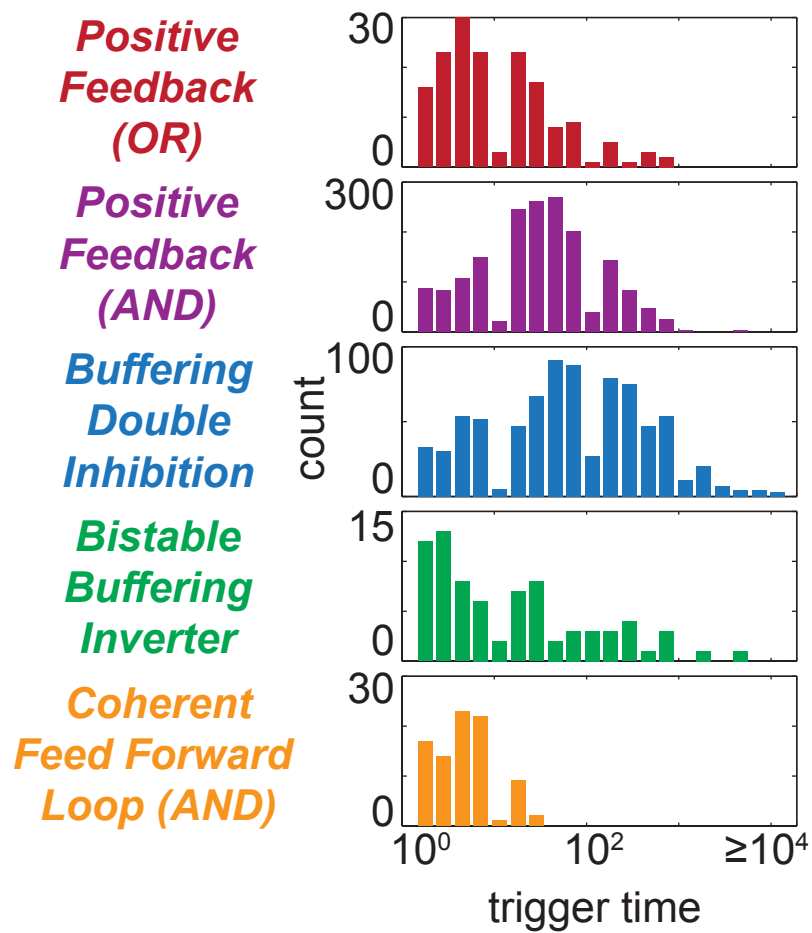 Positive
Feedback
(OR)
30
0
Positive
Feedback
(AND)
300
0
Buffering
Double
Inhibition
100
0
count
Bistable
Buffering
Inverter
15
0
Coherent
Feed Forward
Loop (AND)
30
0
10⁰ 10² ≥10⁴
trigger time